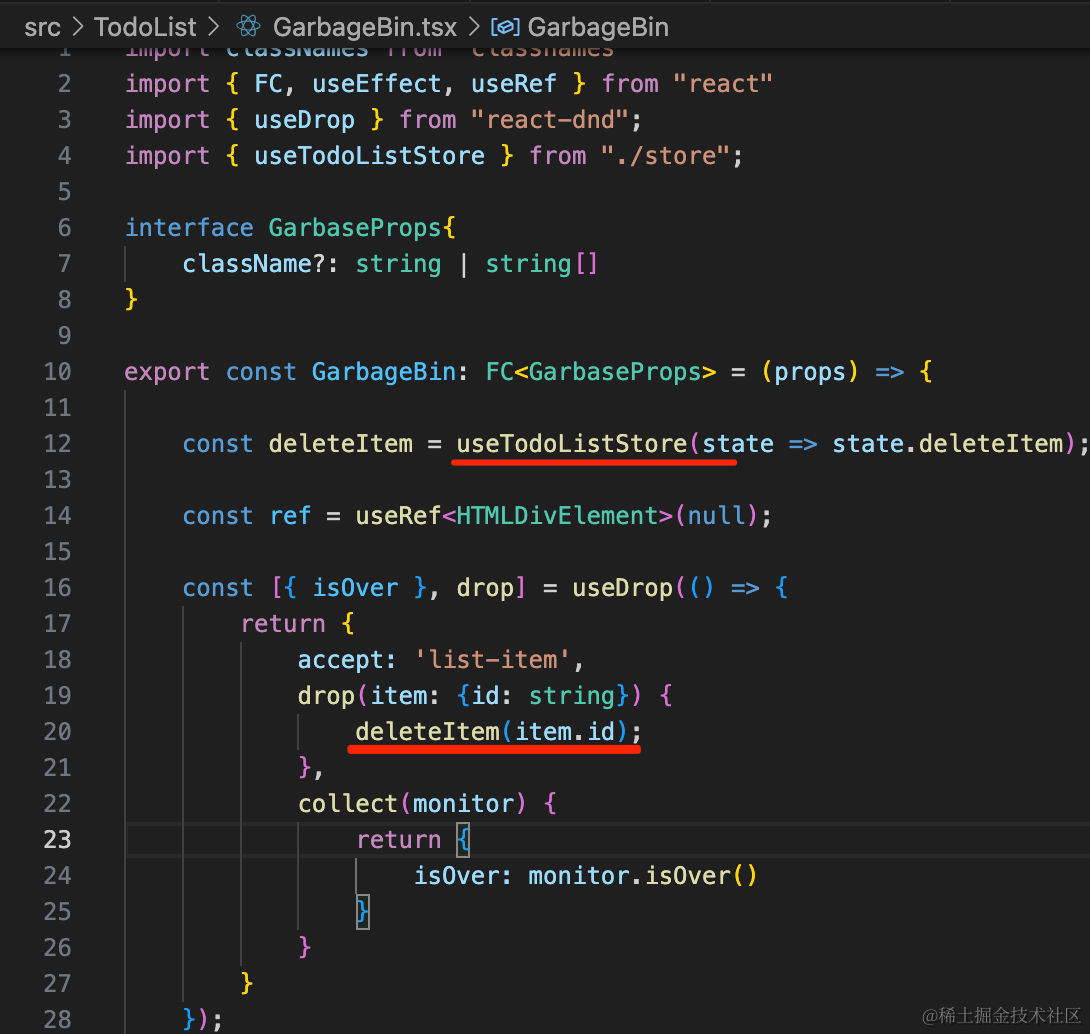 src > TodoList > GarbageBin.tsx > GarbageBin
1 import classNames from "classnames"
2 import { FC, useEffect, useRef } from "react"
3 import { useDrop } from "react-dnd";
4 import { useTodoListStore } from "./store";
5
6 interface GarbaseProps{
7     className?: string | string[]
8 }
9
10 export const GarbageBin: FC<GarbaseProps> = (props) => {
11
12     const deleteItem = useTodoListStore(state => state.deleteItem);
13
14     const ref = useRef<HTMLDivElement>(null);
15
16     const [{ isOver }, drop] = useDrop(() => {
17         return {
18             accept: 'list-item',
19             drop(item: {id: string}) {
20                 deleteItem(item.id);
21             },
22             collect(monitor) {
23                 return {
24                     isOver: monitor.isOver()
25                 }
26             }
27         }
28     });
@稀土掘金技术社区